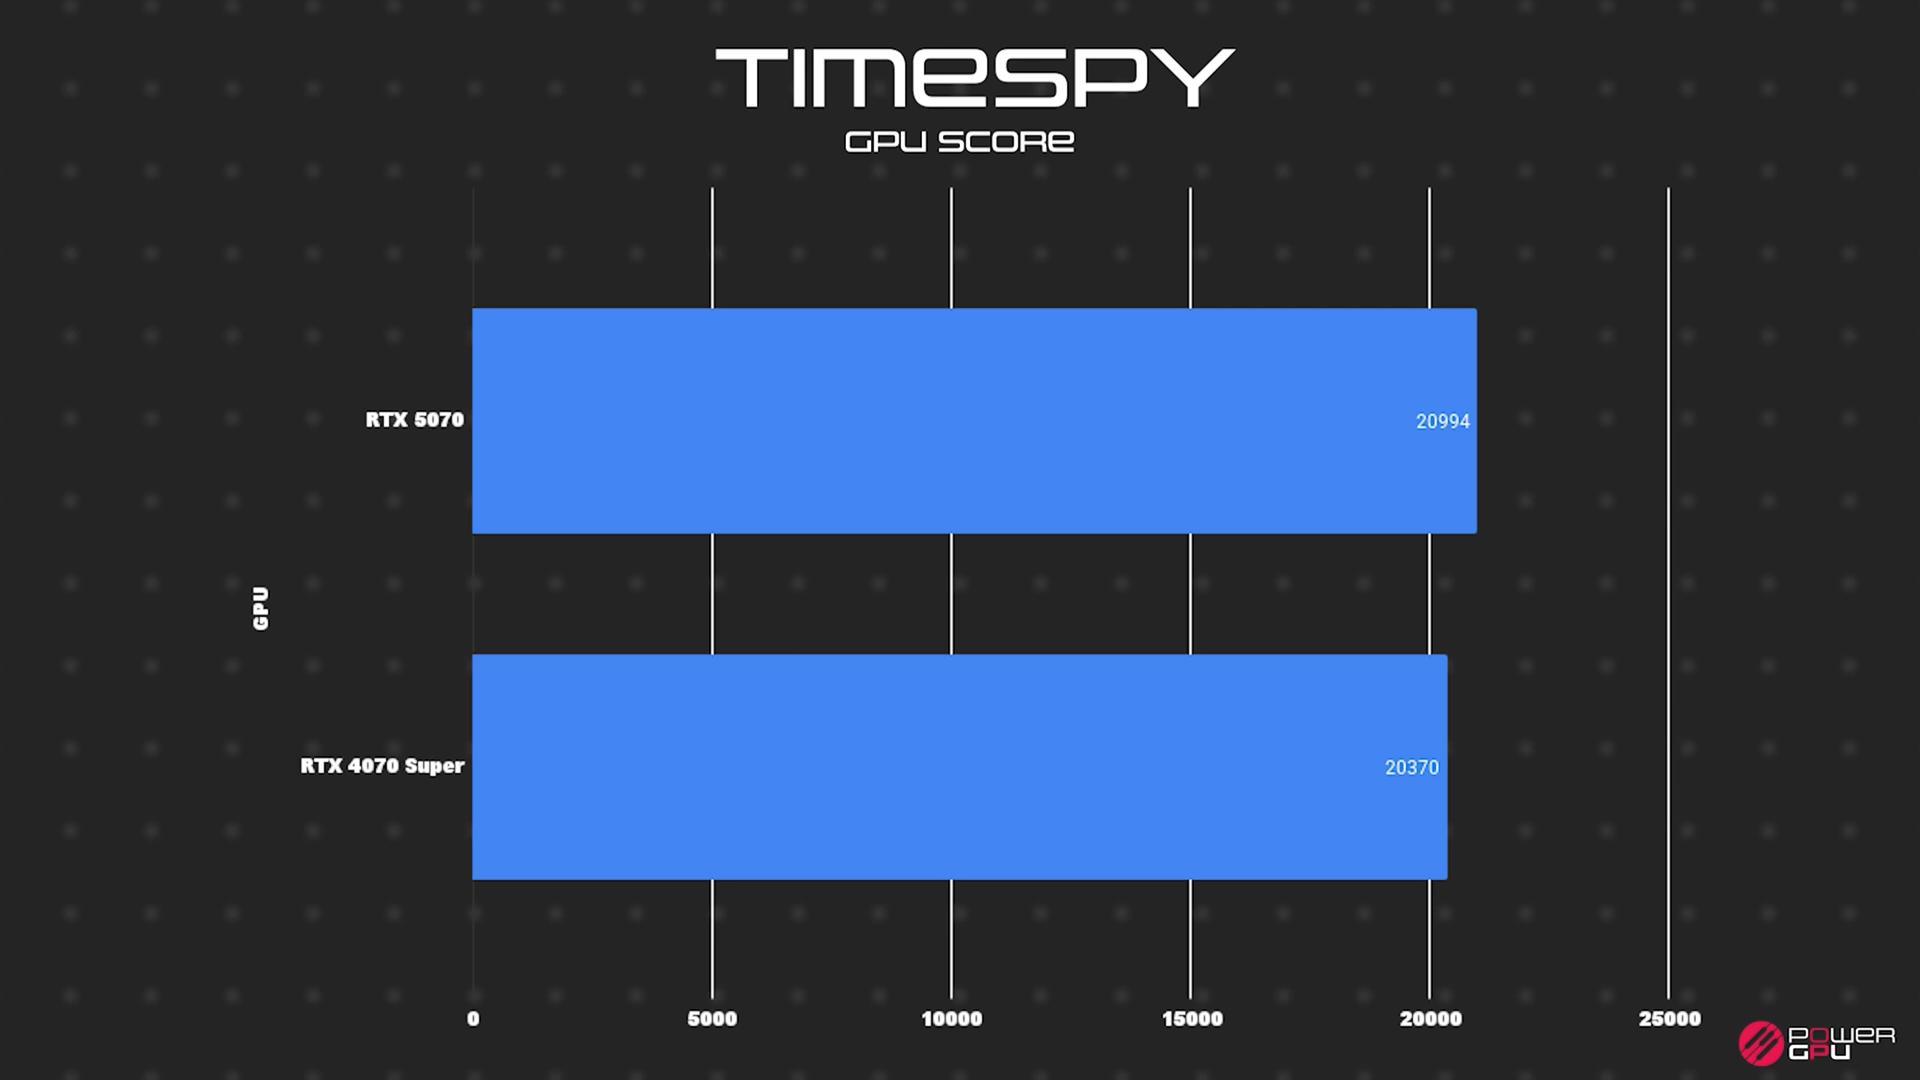 TIMESPY
GPU SCORE
RTX 5070
20994
GPU
RTX 4070 Super
20370
0
5000
10000
15000
20000
25000
POWER
GPU